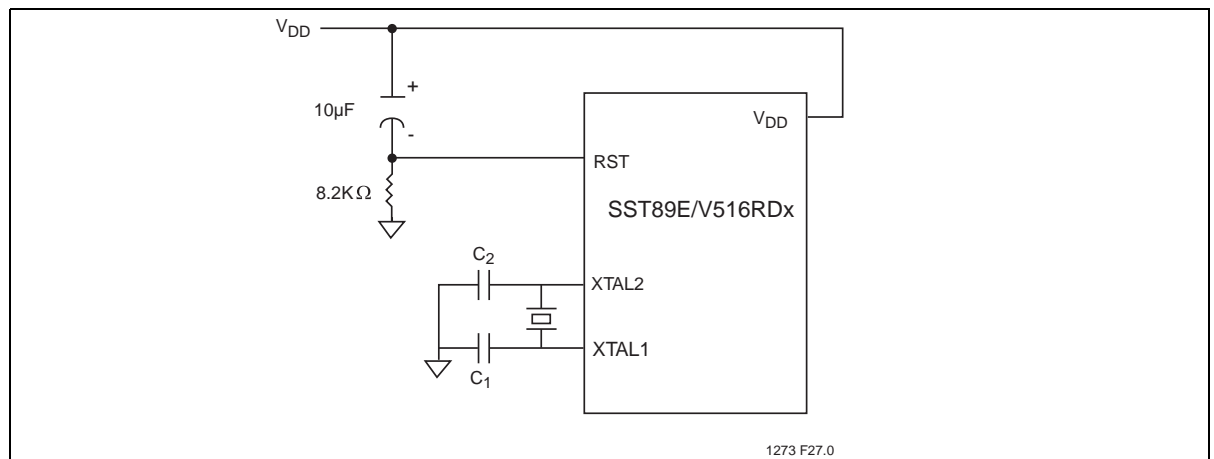 VDD
+
10µF
-
VDD
RST
8.2KΩ
SST89E/V516RDx
C2
XTAL2
XTAL1
C1
1273 F27.0